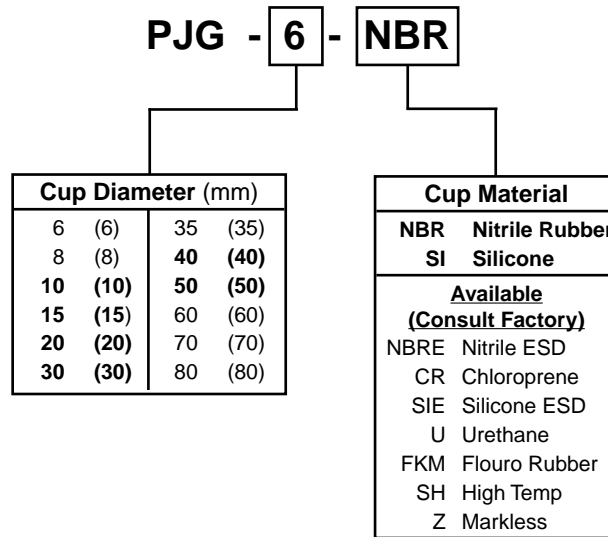 PJG - 6 - NBR
Cup Diameter (mm)
6 (6) 35 (35)
8 (8) 40 (40)
10 (10) 50 (50)
15 (15) 60 (60)
20 (20) 70 (70)
30 (30) 80 (80)
Cup Material
NBR Nitrile Rubber
SI Silicone
Available
(Consult Factory)
NBRE Nitrile ESD
CR Chloroprene
SIE Silicone ESD
U Urethane
FKM Flouro Rubber
SH High Temp
Z Markless